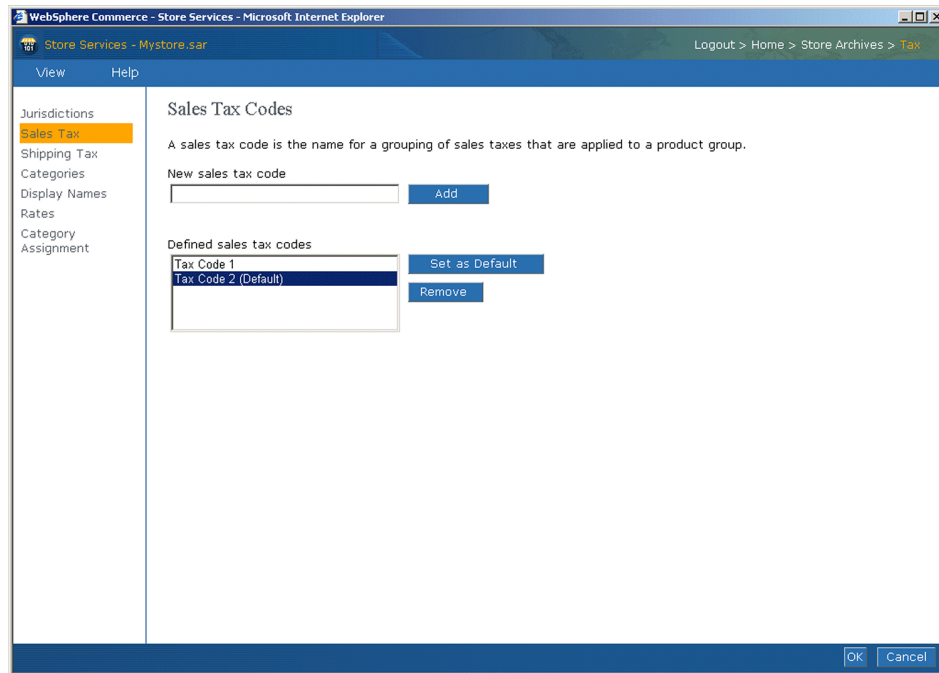 WebSphere Commerce - Store Services - Microsoft Internet Explorer
Store Services - Mystore.sar
Logout > Home > Store Archives > Tax
View Help
Jurisdictions
Sales Tax
Shipping Tax
Categories
Display Names
Rates
Category
Assignment
Sales Tax Codes
A sales tax code is the name for a grouping of sales taxes that are applied to a product group.
New sales tax code
Add
Defined sales tax codes
Tax Code 1
Tax Code 2 (Default)
Set as Default
Remove
OK Cancel